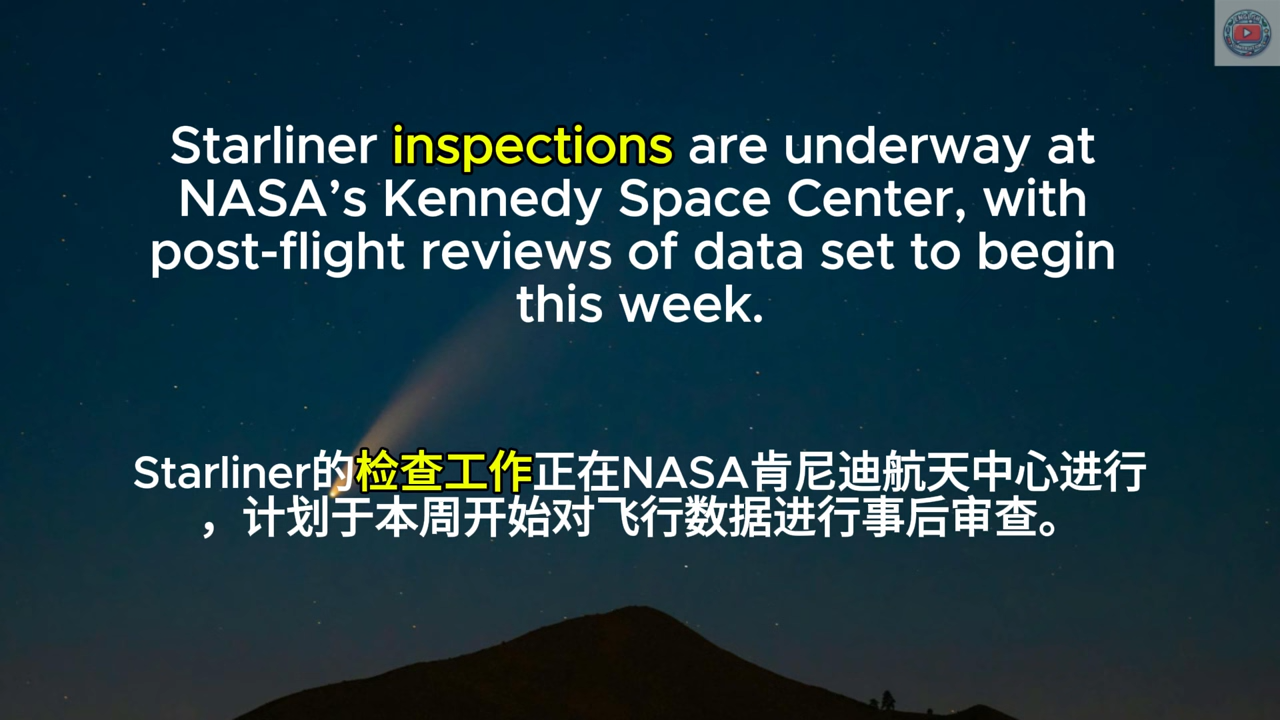 Starliner inspections are underway at
NASA’s Kennedy Space Center, with
post-flight reviews of data set to begin
this week.
Starliner的检查工作正在NASA肯尼迪航天中心进行
，计划于本周开始对飞行数据进行事后审查。